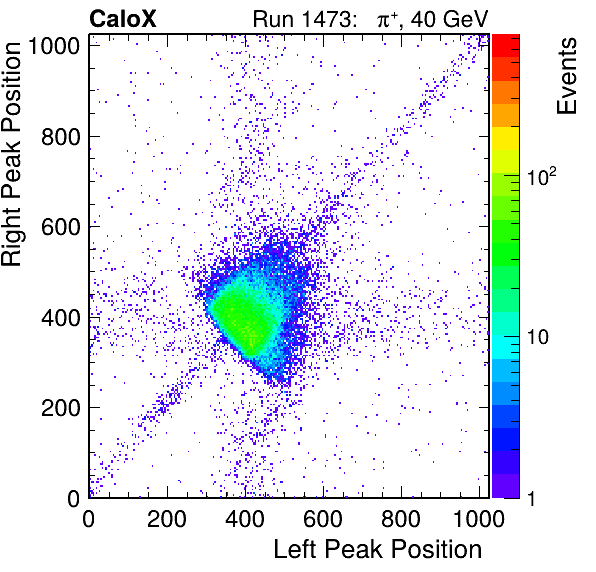 CaloX Run 1473: π⁺, 40 GeV
Right Peak Position
1000
800
600
400
200
0
0 200 400 600 800 1000
Left Peak Position
Events
10²
10
1